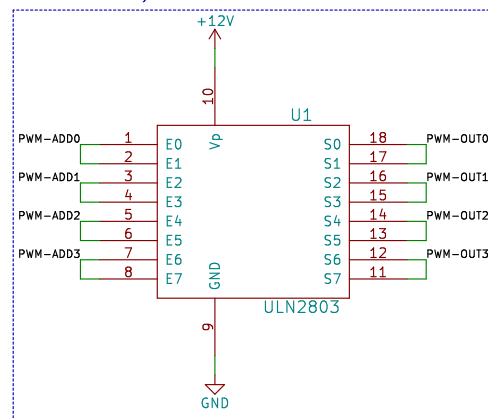 +12V
10
U1
Vp
PWM-ADD0 1 E0 S0 18 PWM-OUT0
2 E1 S1 17
PWM-ADD1 3 E2 S2 16 PWM-OUT1
4 E3 S3 15
PWM-ADD2 5 E4 S4 14 PWM-OUT2
6 E5 S5 13
PWM-ADD3 7 E6 S6 12 PWM-OUT3
8 E7 S7 11
GND
ULN2803
9
GND